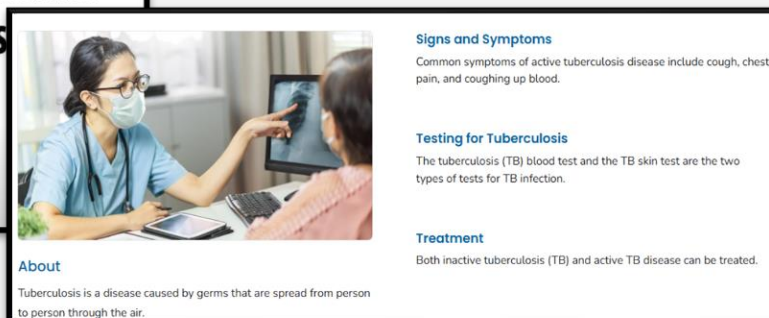 s
About
Tuberculosis is a disease caused by germs that are spread from person
to person through the air.
Signs and Symptoms
Common symptoms of active tuberculosis disease include cough, chest
pain, and coughing up blood.
Testing for Tuberculosis
The tuberculosis (TB) blood test and the TB skin test are the two
types of tests for TB infection.
Treatment
Both inactive tuberculosis (TB) and active TB disease can be treated.